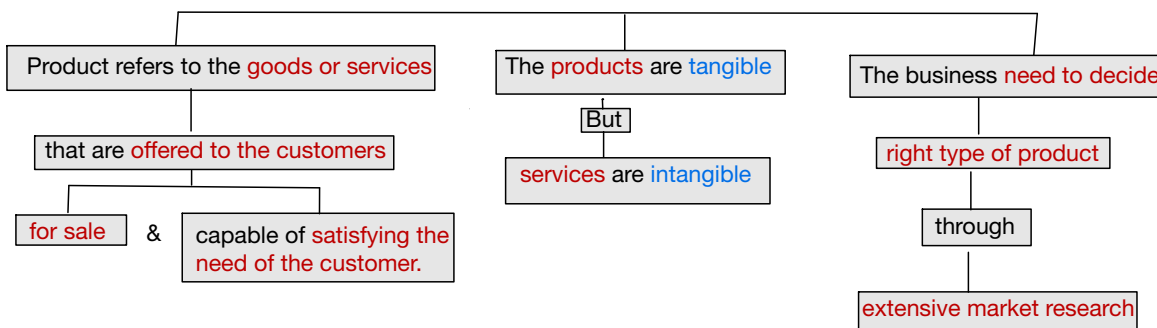 Product refers to the goods or services
that are offered to the customers
for sale
&
capable of satisfying the
need of the customer.
The products are tangible
But
services are intangible
The business need to decide
right type of product
through
extensive market research